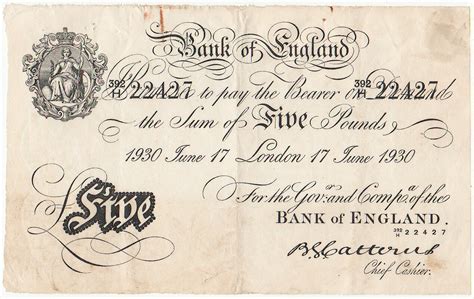 Bank of England
392/H 22427 392/H 22427
Promise to pay the Bearer on Demand
the Sum of Five Pounds
1930 June 17 London 17 June 1930
For the Gov.r and Comp.a of the
Five BANK of ENGLAND.
392/H 22427
B.G. Catterns
Chief Cashier.